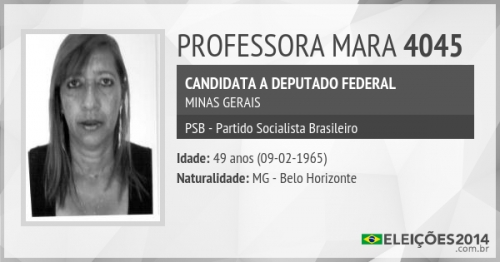 PROFESSORA MARA 4045
CANDIDATA A DEPUTADO FEDERAL
MINAS GERAIS
PSB - Partido Socialista Brasileiro
Idade: 49 anos (09-02-1965)
Naturalidade: MG - Belo Horizonte
ELEIÇÕES2014
.com.br